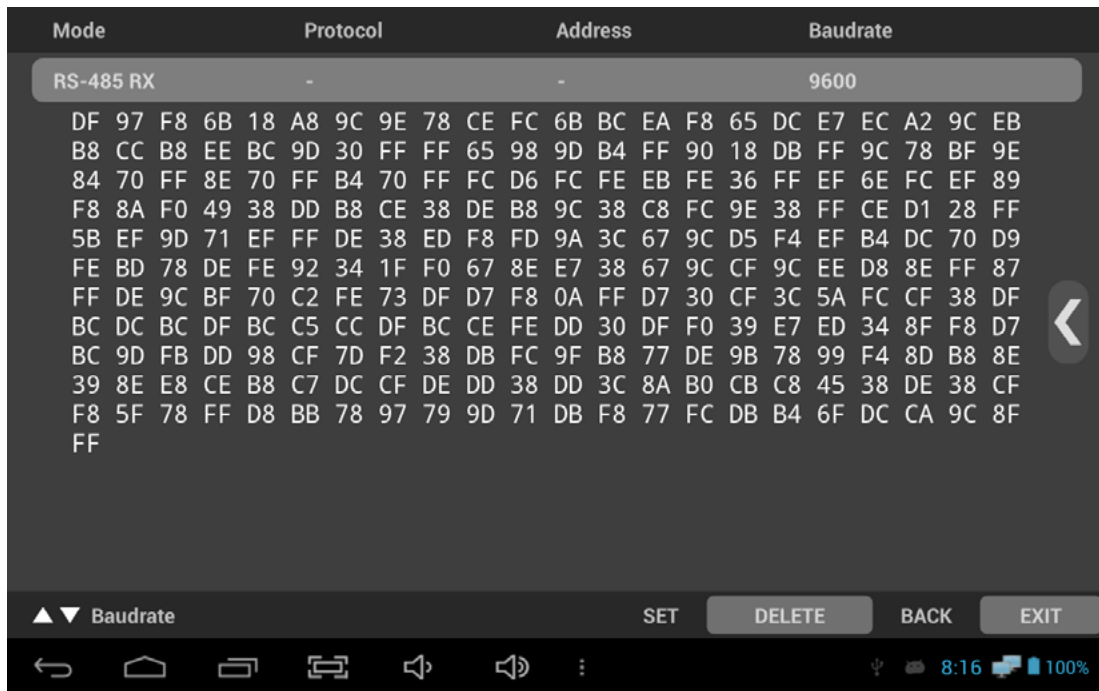 Mode Protocol Address Baudrate
RS-485 RX - - 9600
DF 97 F8 6B 18 A8 9C 9E 78 CE FC 6B BC EA F8 65 DC E7 EC A2 9C EB
B8 CC B8 EE BC 9D 30 FF FF 65 98 9D B4 FF 90 18 DB FF 9C 78 BF 9E
84 70 FF 8E 70 FF B4 70 FF FC D6 FC FE EB FE 36 FF EF 6E FC EF 89
F8 8A F0 49 38 DD B8 CE 38 DE B8 9C 38 C8 FC 9E 38 FF CE D1 28 FF
5B EF 9D 71 EF FF DE 38 ED F8 FD 9A 3C 67 9C D5 F4 EF B4 DC 70 D9
FE BD 78 DE FE 92 34 1F F0 67 8E E7 38 67 9C CF 9C EE D8 8E FF 87
FF DE 9C BF 70 C2 FE 73 DF D7 F8 0A FF D7 30 CF 3C 5A FC CF 38 DF
BC DC BC DF BC C5 CC DF BC CE FE DD 30 DF F0 39 E7 ED 34 8F F8 D7
BC 9D FB DD 98 CF 7D F2 38 DB FC 9F B8 77 DE 9B 78 99 F4 8D B8 8E
39 8E E8 CE B8 C7 DC CF DE DD 38 DD 3C 8A B0 CB C8 45 38 DE 38 CF
F8 5F 78 FF D8 BB 78 97 79 9D 71 DB F8 77 FC DB B4 6F DC CA 9C 8F
FF
Baudrate SET DELETE BACK EXIT
8:16 100%